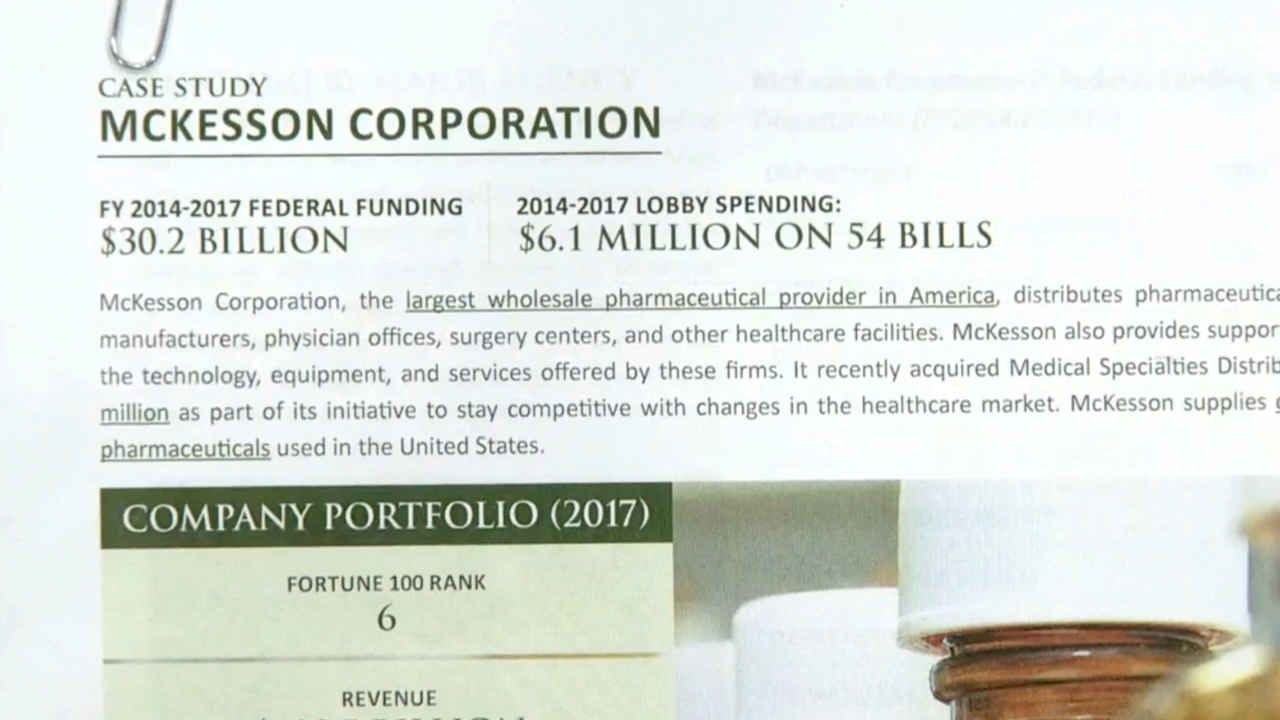 CASE STUDY
MCKESSON CORPORATION
FY 2014-2017 FEDERAL FUNDING
$30.2 BILLION
2014-2017 LOBBY SPENDING:
$6.1 MILLION ON 54 BILLS
McKesson Corporation, the largest wholesale pharmaceutical provider in America, distributes
manufacturers, physician offices, surgery centers, and other healthcare facilities. McKesson also provides
the technology, equipment, and services offered by these firms. It recently acquired Medical Specialties
million as part of its initiative to stay competitive with changes in the healthcare market. McKesson supplies
pharmaceuticals used in the United States.
COMPANY PORTFOLIO (2017)
FORTUNE 100 RANK
6
REVENUE